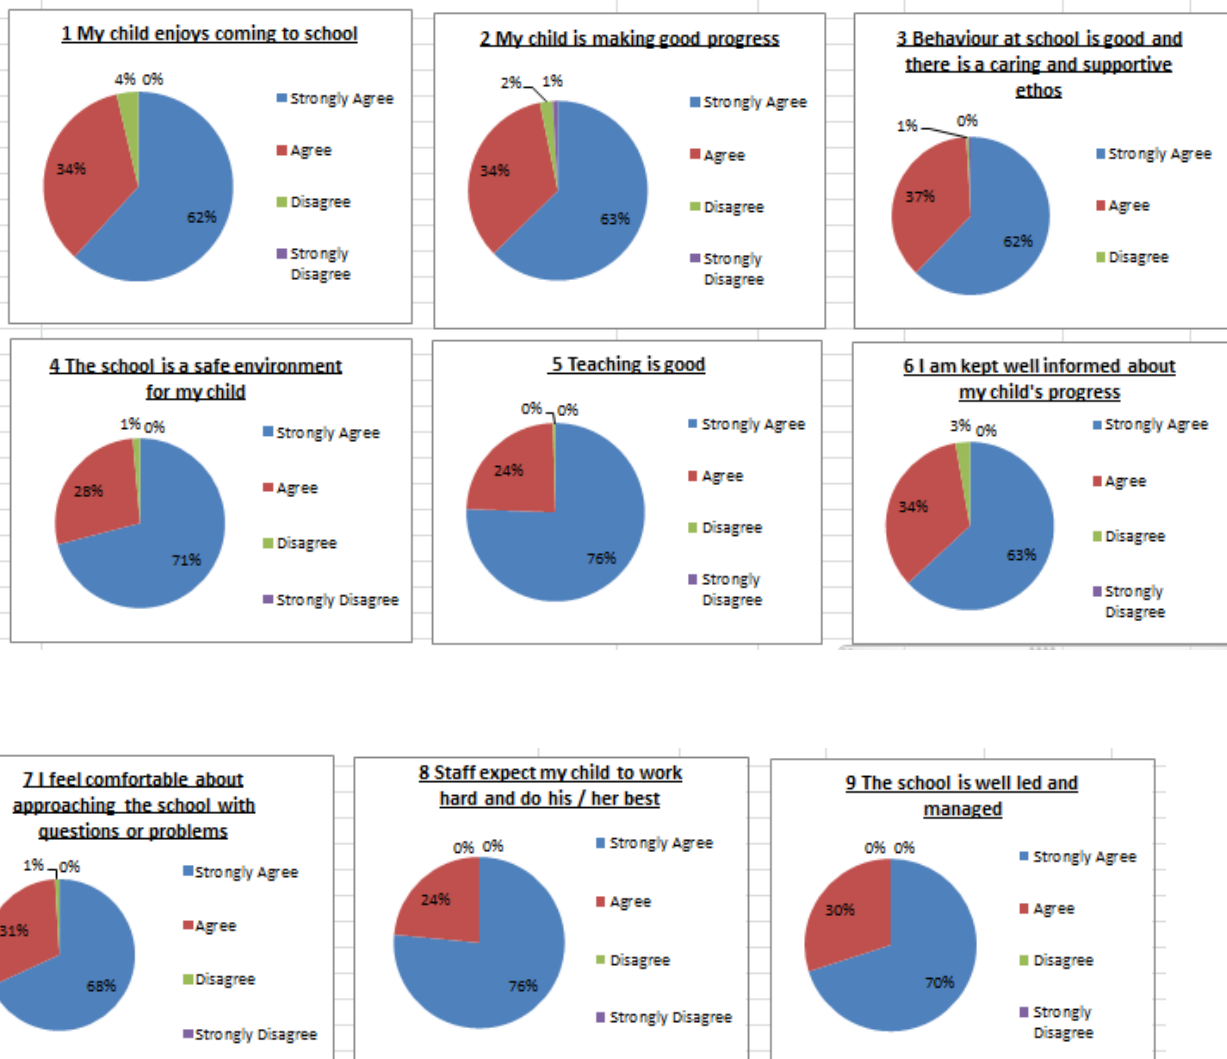 1 My child enjoys coming to school
4% 0%
34%
62%
Strongly Agree
Agree
Disagree
Strongly
Disagree
2 My child is making good progress
2% 1%
34%
63%
Strongly Agree
Agree
Disagree
Strongly
Disagree
3 Behaviour at school is good and
there is a caring and supportive
ethos
1% 0%
37%
62%
Strongly Agree
Agree
Disagree
4 The school is a safe environment
for my child
1% 0%
28%
71%
Strongly Agree
Agree
Disagree
Strongly Disagree
5 Teaching is good
0% 0%
24%
76%
Strongly Agree
Agree
Disagree
Strongly
Disagree
6 I am kept well informed about
my child's progress
3% 0%
34%
63%
Strongly Agree
Agree
Disagree
Strongly
Disagree
7 I feel comfortable about
approaching the school with
questions or problems
1% 0%
31%
68%
Strongly Agree
Agree
Disagree
Strongly Disagree
8 Staff expect my child to work
hard and do his / her best
0% 0%
24%
76%
Strongly Agree
Agree
Disagree
Strongly Disagree
9 The school is well led and
managed
0% 0%
30%
70%
Strongly Agree
Agree
Disagree
Strongly
Disagree